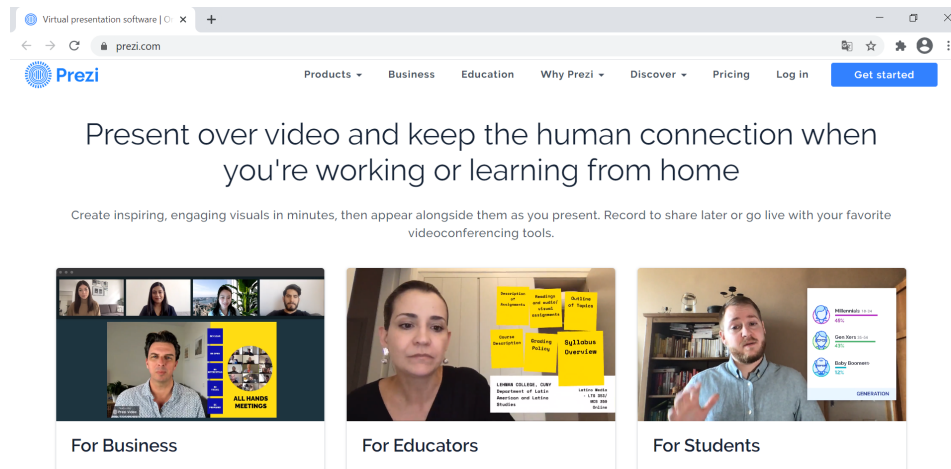 Virtual presentation software | O
prezi.com
Prezi
Products
Business
Education
Why Prezi
Discover
Pricing
Log in
Get started
Present over video and keep the human connection when
you're working or learning from home
Create inspiring, engaging visuals in minutes, then appear alongside them as you present. Record to share later or go live with your favorite
videoconferencing tools.
ALL HANDS
MEETINGS
Prezi video
For Business
Description
of
Assignments
Readings
and audio/
visual
assignments
Outline
of Topics
Course
Description
Grading
Policy
Syllabus
Overview
LEHMAN COLLEGE, CUNY
Department of Latin
American and Latino
Studies
Latino Media
Online
For Educators
Millennials
Gen Xers
Baby Boomers
GENERATION
For Students